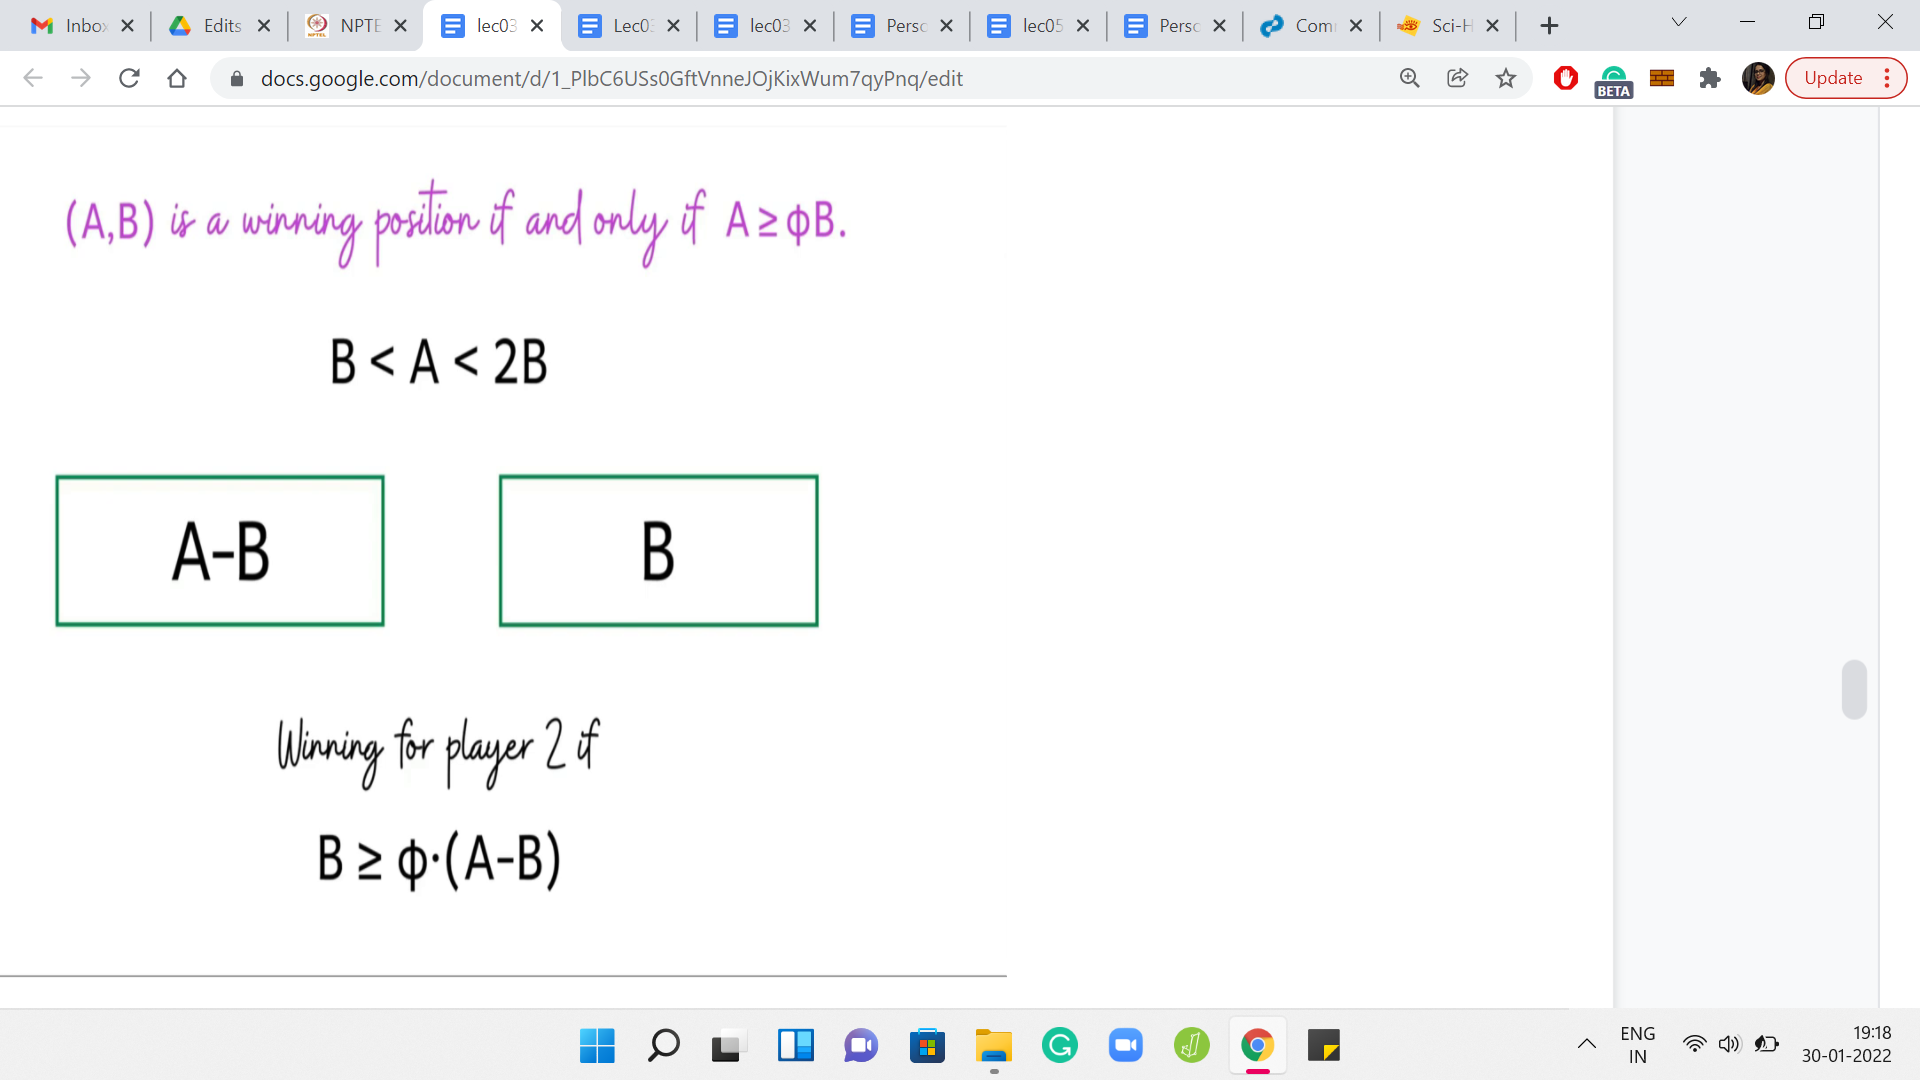 Inbox
Edits
NPTE
lec03
Lec03
lec03
Perso
lec05
Perso
Com
Sci-H
docs.google.com/document/d/1_PlbC6USs0GftVnneJOjKixWum7qyPnq/edit
BETA
Update
(A,B) is a winning position if and only if A ≥ φB.
B < A < 2B
A-B
B
Winning for player 2 if
B ≥ φ·(A-B)
ENG
IN
19:18
30-01-2022